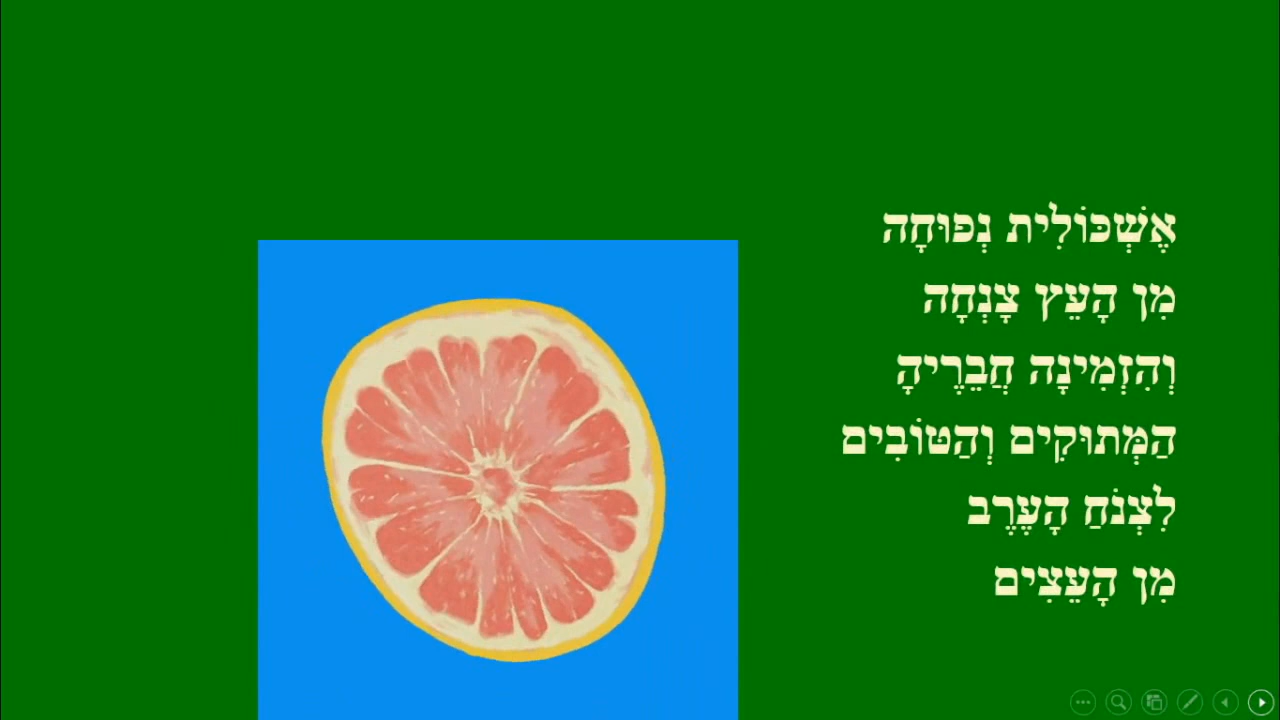 אֶשְׁכּוֹלִית נְפוּחָה
מִן הָעֵץ צָנְחָה
וְהִזְמִינָה חֲבֵרֶיהָ
הַמְּתוּקִים וְהַטּוֹבִים
לִצְנֹחַ הָעֶרֶב
מִן הָעֵצִים